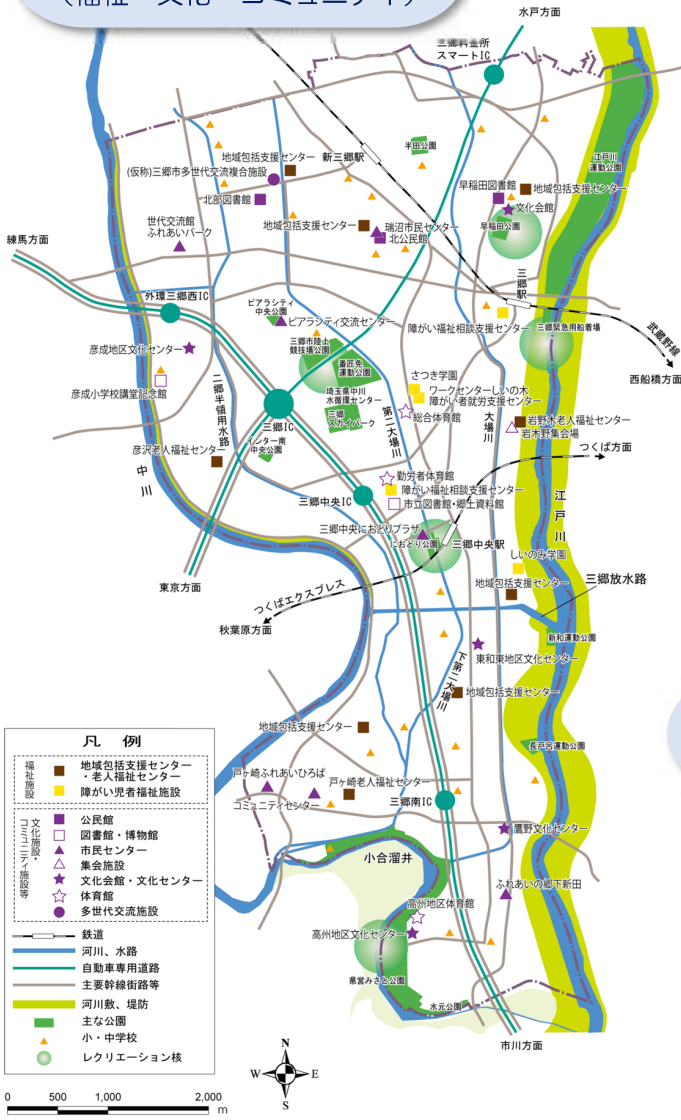 (福祉・文化・コミュニティ)
水戸方面
三郷料金所
スマートIC
半田公園
江戸川
運動公園
地域包括支援センター
新三郷駅
(仮称)三郷市多世代交流複合施設
北部図書館
早稲田図書館
地域包括支援センター
文化会館
早稲田公園
世代交流館
ふれあいパーク
地域包括支援センター
瑞沼市民センター
北公民館
練馬方面
外環三郷西IC
三郷駅
ピアラシティ
中央公園
ピアラシティ交流センター
障がい福祉相談支援センター
三郷緊急用船着場
武蔵野線
西船橋方面
彦成地区文化センター
三郷市陸上
競技場公園
番匠免
運動公園
彦成小学校講堂記念館
二郷半領用水路
埼玉県中川
水循環センター
三郷
スカイパーク
さつき学園
ワークセンターしいの木
障がい者就労支援センター
総合体育館
第二大場川
大場川
三郷IC
岩野木老人福祉センター
岩木野集会場
インター南
中央公園
彦沢老人福祉センター
つくば方面
中川
勤労者体育館
障がい福祉相談支援センター
三郷中央IC
市立図書館・郷土資料館
江戸川
三郷中央におどりプラザ
におどり公園
三郷中央駅
しいのみ学園
東京方面
地域包括支援センター
三郷放水路
つくばエクスプレス
秋葉原方面
新和運動公園
東和東地区文化センター
下第二大場川
地域包括支援センター
地域包括支援センター
長戸呂運動公園
戸ヶ崎ふれあいひろば
戸ヶ崎老人福祉センター
コミュニティセンター
三郷南IC
鷹野文化センター
小合溜井
ふれあいの郷下新田
高州地区体育館
高州地区文化センター
県営みさと公園
水元公園
市川方面
凡 例
福祉施設
地域包括支援センター
・老人福祉センター
障がい児者福祉施設
文化施設・
コミュニティ施設等
公民館
図書館・博物館
市民センター
集会施設
文化会館・文化センター
体育館
多世代交流施設
鉄道
河川、水路
自動車専用道路
主要幹線街路等
河川敷、堤防
主な公園
小・中学校
レクリエーション核
N
W E
S
0 500 1,000 2,000
m